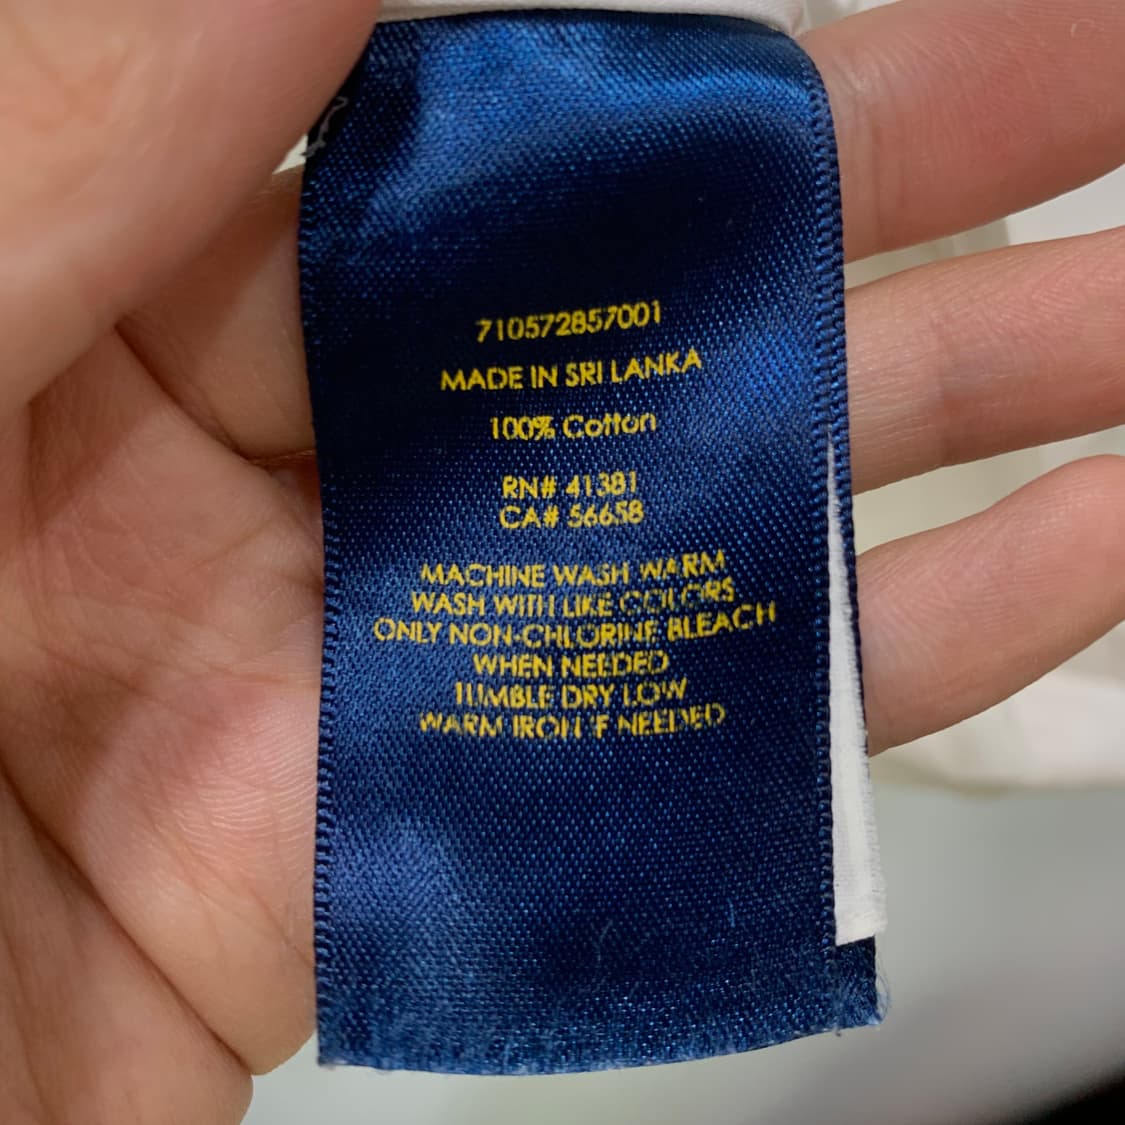 710572857001
MADE IN SRI LANKA
100% Cotton
RN# 41381
CA# 56658
MACHINE WASH WARM
WASH WITH LIKE COLORS
ONLY NON-CHLORINE BLEACH
WHEN NEEDED
TUMBLE DRY LOW
WARM IRON IF NEEDED